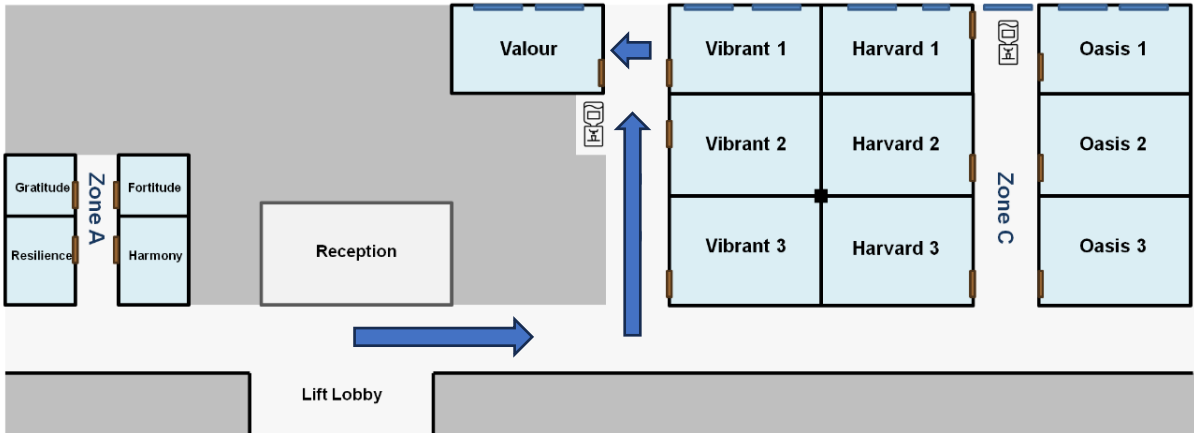 Valour
Vibrant 1
Harvard 1
Oasis 1
Vibrant 2
Harvard 2
Oasis 2
Gratitude
Zone A
Fortitude
Zone C
Resilience
Harmony
Reception
Vibrant 3
Harvard 3
Oasis 3
Lift Lobby